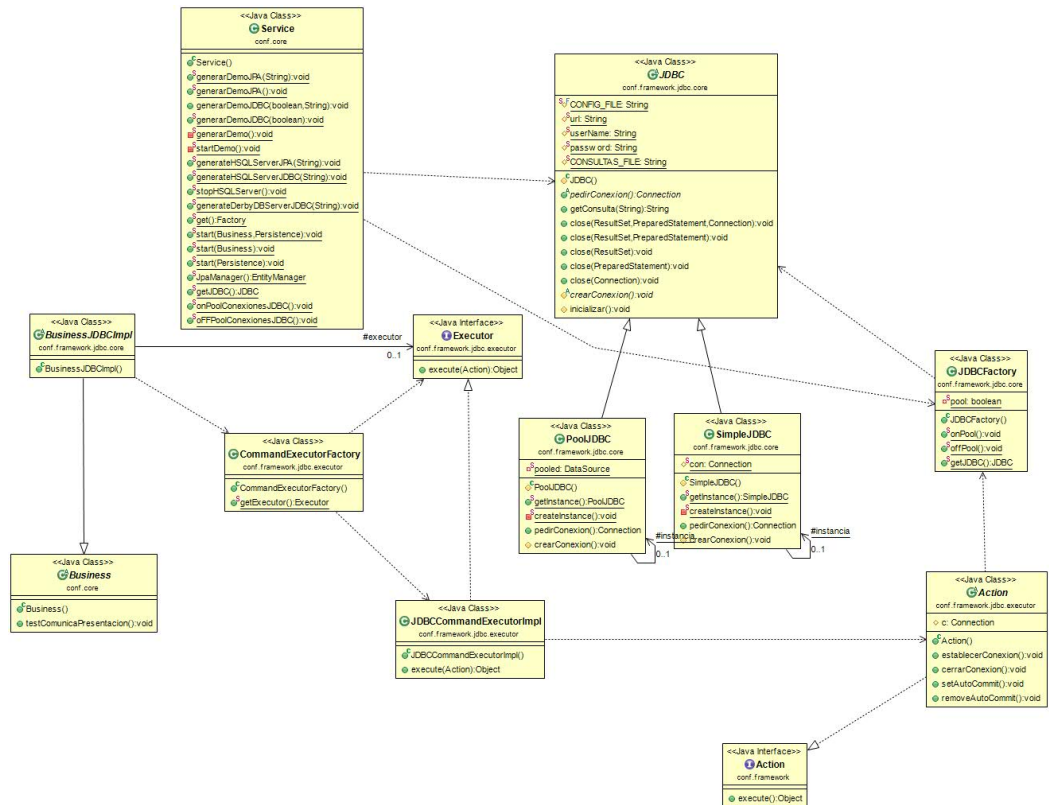 <<Java Class>>
Service
conf.core
Service()
generarDemoJPA(String):void
generarDemoJPA():void
generarDemoJDBC(boolean,String):void
generarDemoJDBC(boolean):void
generarDemo():void
startDemo():void
generateHSQLServerJPA(String):void
generateHSQLServerJDBC(String):void
stopHSQLServer():void
generateDerbyDBServerJDBC(String):void
get():Factory
start(Business,Persistence):void
start(Business):void
start(Persistence):void
JpaManager():EntityManager
getJDBC():JDBC
onPoolConexionesJDBC():void
oFFPoolConexionesJDBC():void
<<Java Class>>
JDBC
conf.framework.jdbc.core
CONFIG_FILE: String
url: String
userName: String
password: String
CONSULTAS_FILE: String
JDBC()
pedirConexion():Connection
getConsulta(String):String
close(ResultSet,PreparedStatement,Connection):void
close(ResultSet,PreparedStatement):void
close(ResultSet):void
close(PreparedStatement):void
close(Connection):void
crearConexion():void
inicializar():void
<<Java Class>>
BusinessJDBCImpl
conf.framework.jdbc.core
BusinessJDBCImpl()
#executor
0..1
<<Java Interface>>
Executor
conf.framework.jdbc.executor
execute(Action):Object
<<Java Class>>
JDBCFactory
conf.framework.jdbc.core
pool: boolean
JDBCFactory()
onPool():void
offPool():void
getJDBC():JDBC
<<Java Class>>
CommandExecutorFactory
conf.framework.jdbc.executor
CommandExecutorFactory()
getExecutor():Executor
<<Java Class>>
PoolJDBC
conf.framework.jdbc.core
pooled: DataSource
PoolJDBC()
getInstance():PoolJDBC
createInstance():void
pedirConexion():Connection
crearConexion():void
#instancia
0..1
<<Java Class>>
SimpleJDBC
conf.framework.jdbc.core
con: Connection
SimpleJDBC()
getInstance():SimpleJDBC
createInstance():void
pedirConexion():Connection
crearConexion():void
#instancia
0..1
<<Java Class>>
Business
conf.core
Business()
testComunicaPresentacion():void
<<Java Class>>
JDBCCommandExecutorImpl
conf.framework.jdbc.executor
JDBCCommandExecutorImpl()
execute(Action):Object
<<Java Class>>
Action
conf.framework.jdbc.executor
c: Connection
Action()
establecerConexion():void
cerrarConexion():void
setAutoCommit():void
removeAutoCommit():void
<<Java Interface>>
Action
conf.framework
execute():Object